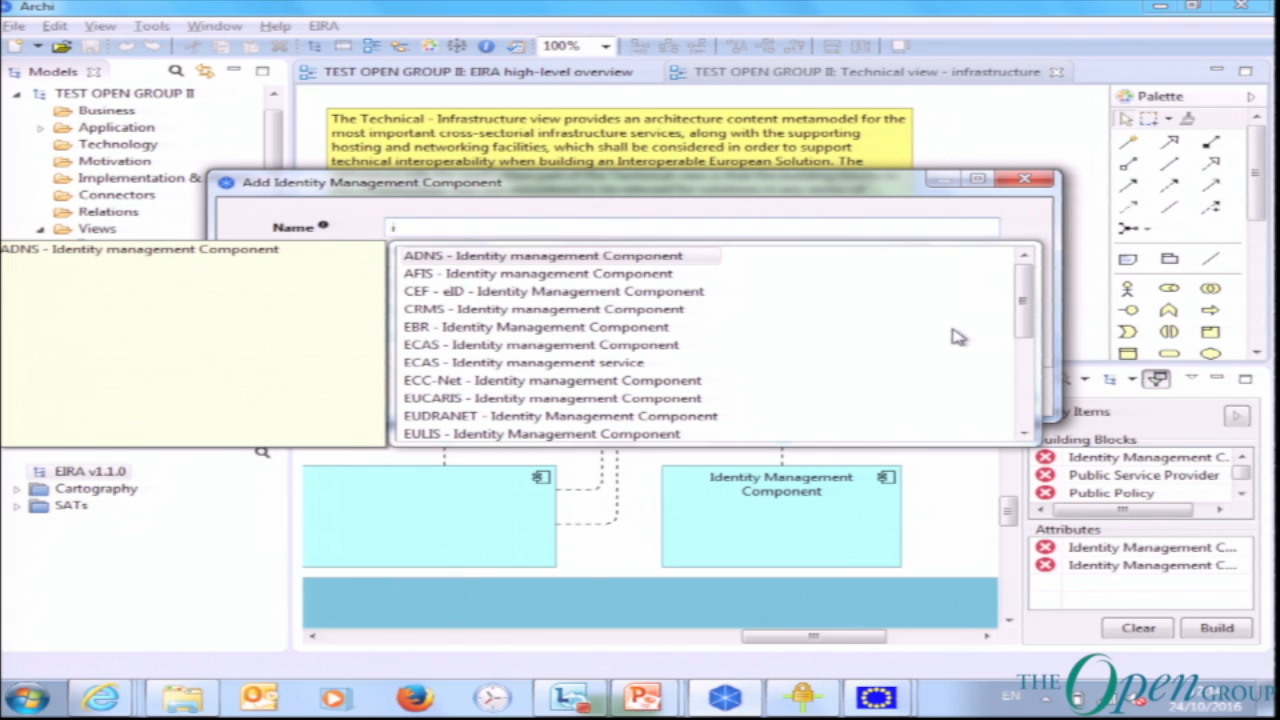 Archi
File Edit View Tools Window Help EIRA
100%
Models
TEST OPEN GROUP II: EIRA high-level overview
TEST OPEN GROUP II: Technical view - infrastructure
TEST OPEN GROUP II
Business
Application
Technology
Motivation
Implementation &
Connectors
Relations
Views
The Technical - Infrastructure view provides an architecture content metamodel for the
most important cross-sectorial infrastructure services, along with the supporting
hosting and networking facilities, which shall be considered in order to support
technical interoperability when building an Interoperable European Solution. The
Palette
Add Identity Management Component
Name
i
ADNS - Identity management Component
ADNS - Identity management Component
AFIS - Identity management Component
CEF - eID - Identity Management Component
CRMS - Identity management Component
EBR - Identity Management Component
ECAS - Identity management Component
ECAS - Identity management service
ECC-Net - Identity management Component
EUCARIS - Identity management Component
EUDRANET - Identity Management Component
EULIS - Identity Management Component
EIRA v1.1.0
Cartography
SATs
Identity Management
Component
y Items
uilding Blocks
Identity Management C.
Public Service Provider
Public Policy
Attributes
Identity Management C...
Identity Management C...
Clear
Build
EN
24/10/2016
THE Open GROUP